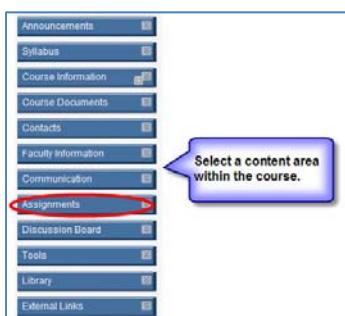 Announcements
Syllabus
Course Information
Course Documents
Contacts
Faculty Information
Communication
Assignments
Discussion Board
Tools
Library
External Links
Select a content area
within the course.